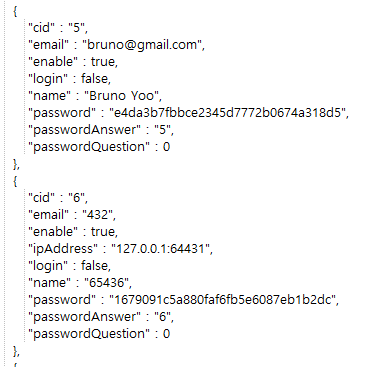 {
"cid" : "5",
"email" : "bruno@gmail.com",
"enable" : true,
"login" : false,
"name" : "Bruno Yoo",
"password" : "e4da3b7fbbce2345d7772b0674a318d5",
"passwordAnswer" : "5",
"passwordQuestion" : 0
},
{
"cid" : "6",
"email" : "432",
"enable" : true,
"ipAddress" : "127.0.0.1:64431",
"login" : false,
"name" : "65436",
"password" : "1679091c5a880faf6fb5e6087eb1b2dc",
"passwordAnswer" : "6",
"passwordQuestion" : 0
},